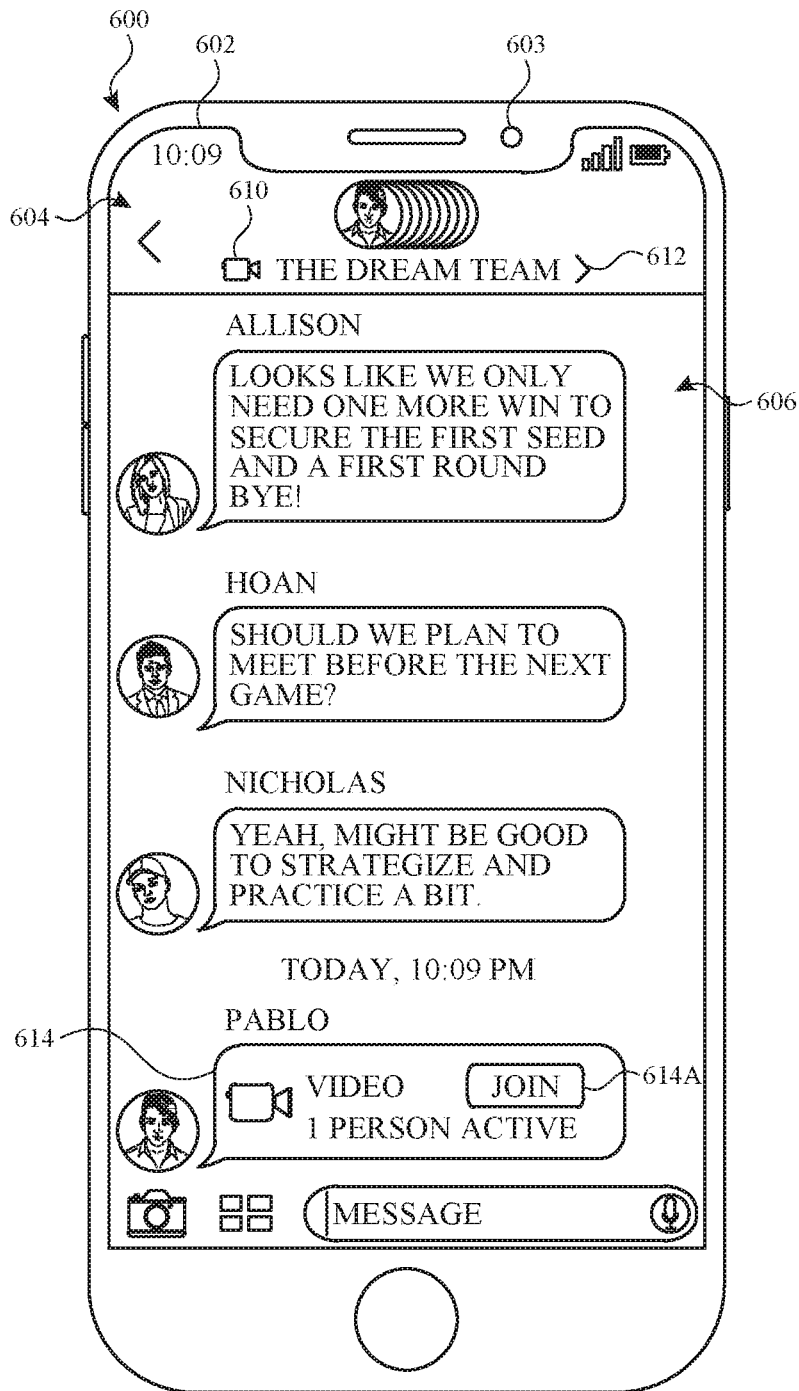 600
602
603
10:09
604
610
THE DREAM TEAM
612
ALLISON
LOOKS LIKE WE ONLY
NEED ONE MORE WIN TO
SECURE THE FIRST SEED
AND A FIRST ROUND
BYE!
606
HOAN
SHOULD WE PLAN TO
MEET BEFORE THE NEXT
GAME?
NICHOLAS
YEAH, MIGHT BE GOOD
TO STRATEGIZE AND
PRACTICE A BIT.
TODAY, 10:09 PM
PABLO
614
VIDEO
JOIN
614A
1 PERSON ACTIVE
MESSAGE